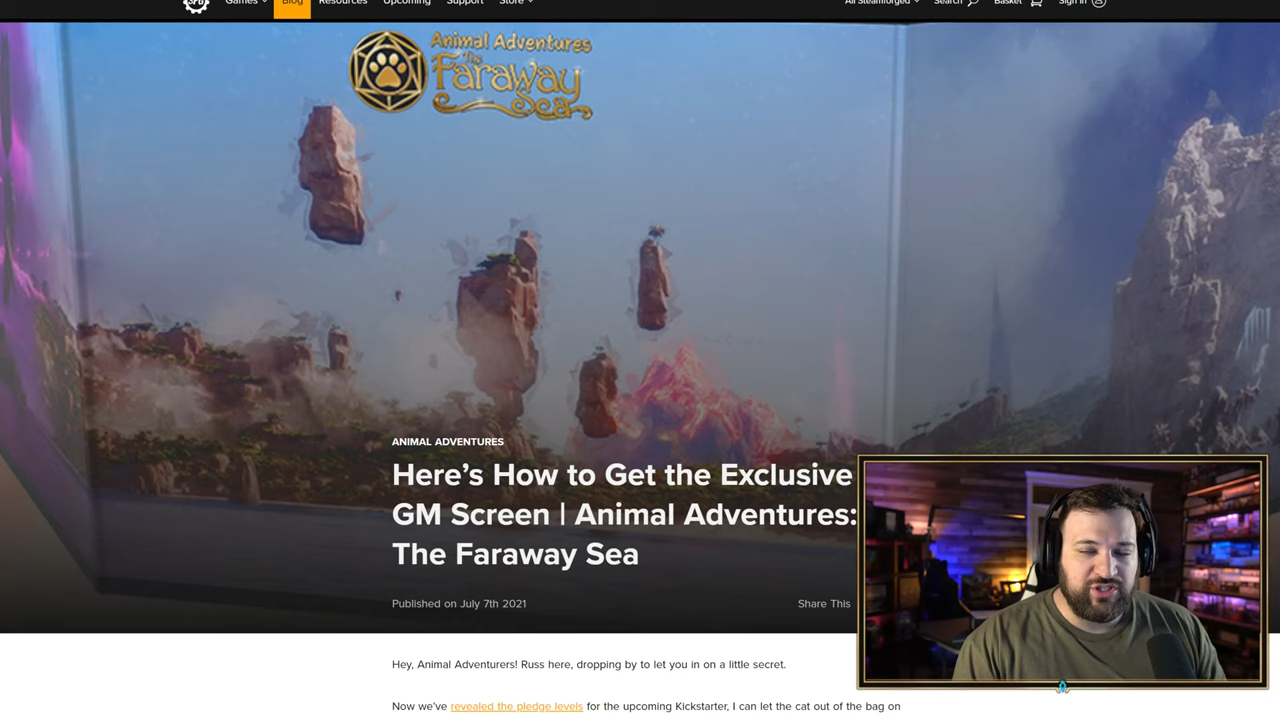 Games Blog Resources Upcoming Support Store All Steamforged Search Basket Sign in
SFG
Animal Adventures
The
Faraway
Sea
ANIMAL ADVENTURES
Here's How to Get the Exclusive
GM Screen | Animal Adventures:
The Faraway Sea
Published on July 7th 2021 Share This
Hey, Animal Adventurers! Russ here, dropping by to let you in on a little secret.
Now we've revealed the pledge levels for the upcoming Kickstarter, I can let the cat out of the bag on